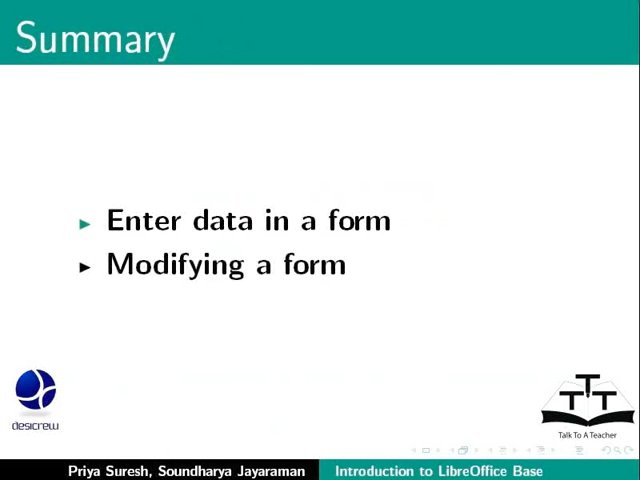 Summary
Enter data in a form
Modifying a form
desicrew
TTT
Talk To A Teacher
Priya Suresh, Soundharya Jayaraman
Introduction to LibreOffice Base